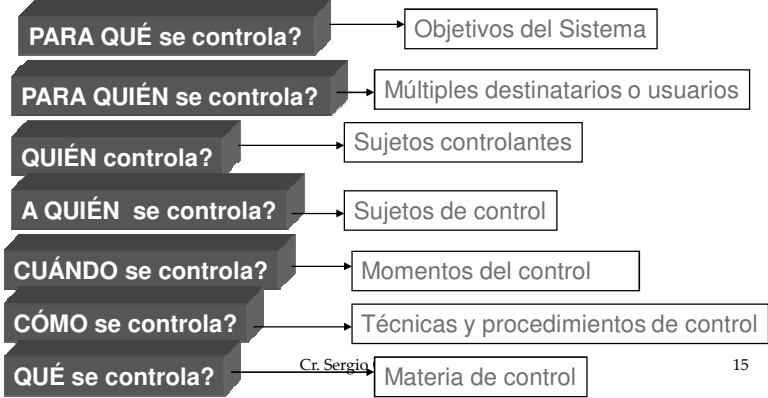 PARA QUÉ se controla? Objetivos del Sistema
PARA QUIÉN se controla? Múltiples destinatarios o usuarios
QUIÉN controla? Sujetos controlantes
A QUIÉN se controla? Sujetos de control
CUÁNDO se controla? Momentos del control
CÓMO se controla? Técnicas y procedimientos de control
QUÉ se controla? Materia de control
Cr. Sergio 15